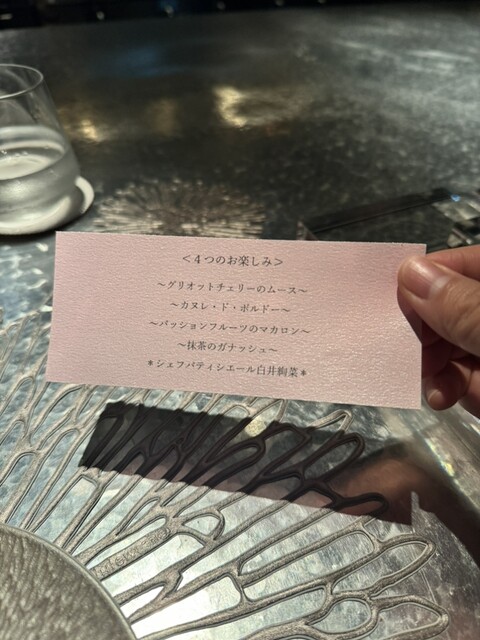 ＜４つのお楽しみ＞
～グリオットチェリーのムース～
～カヌレ・ド・ボルドー～
～パッションフルーツのマカロン～
～抹茶のガナッシュ～
＊シェフパティシエール白井絢菜＊